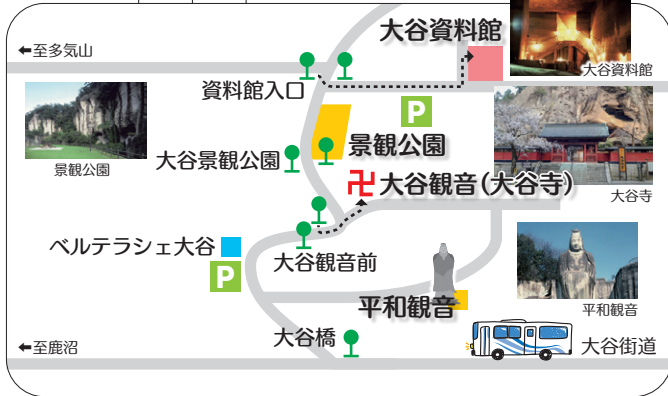 大谷資料館
←至多気山
大谷資料館
資料館入口
P
景観公園
大谷景観公園
景観公園
卍大谷観音(大谷寺)
大谷寺
ベルテラシェ大谷
P
大谷観音前
平和観音
平和観音
大谷橋
←至鹿沼
大谷街道